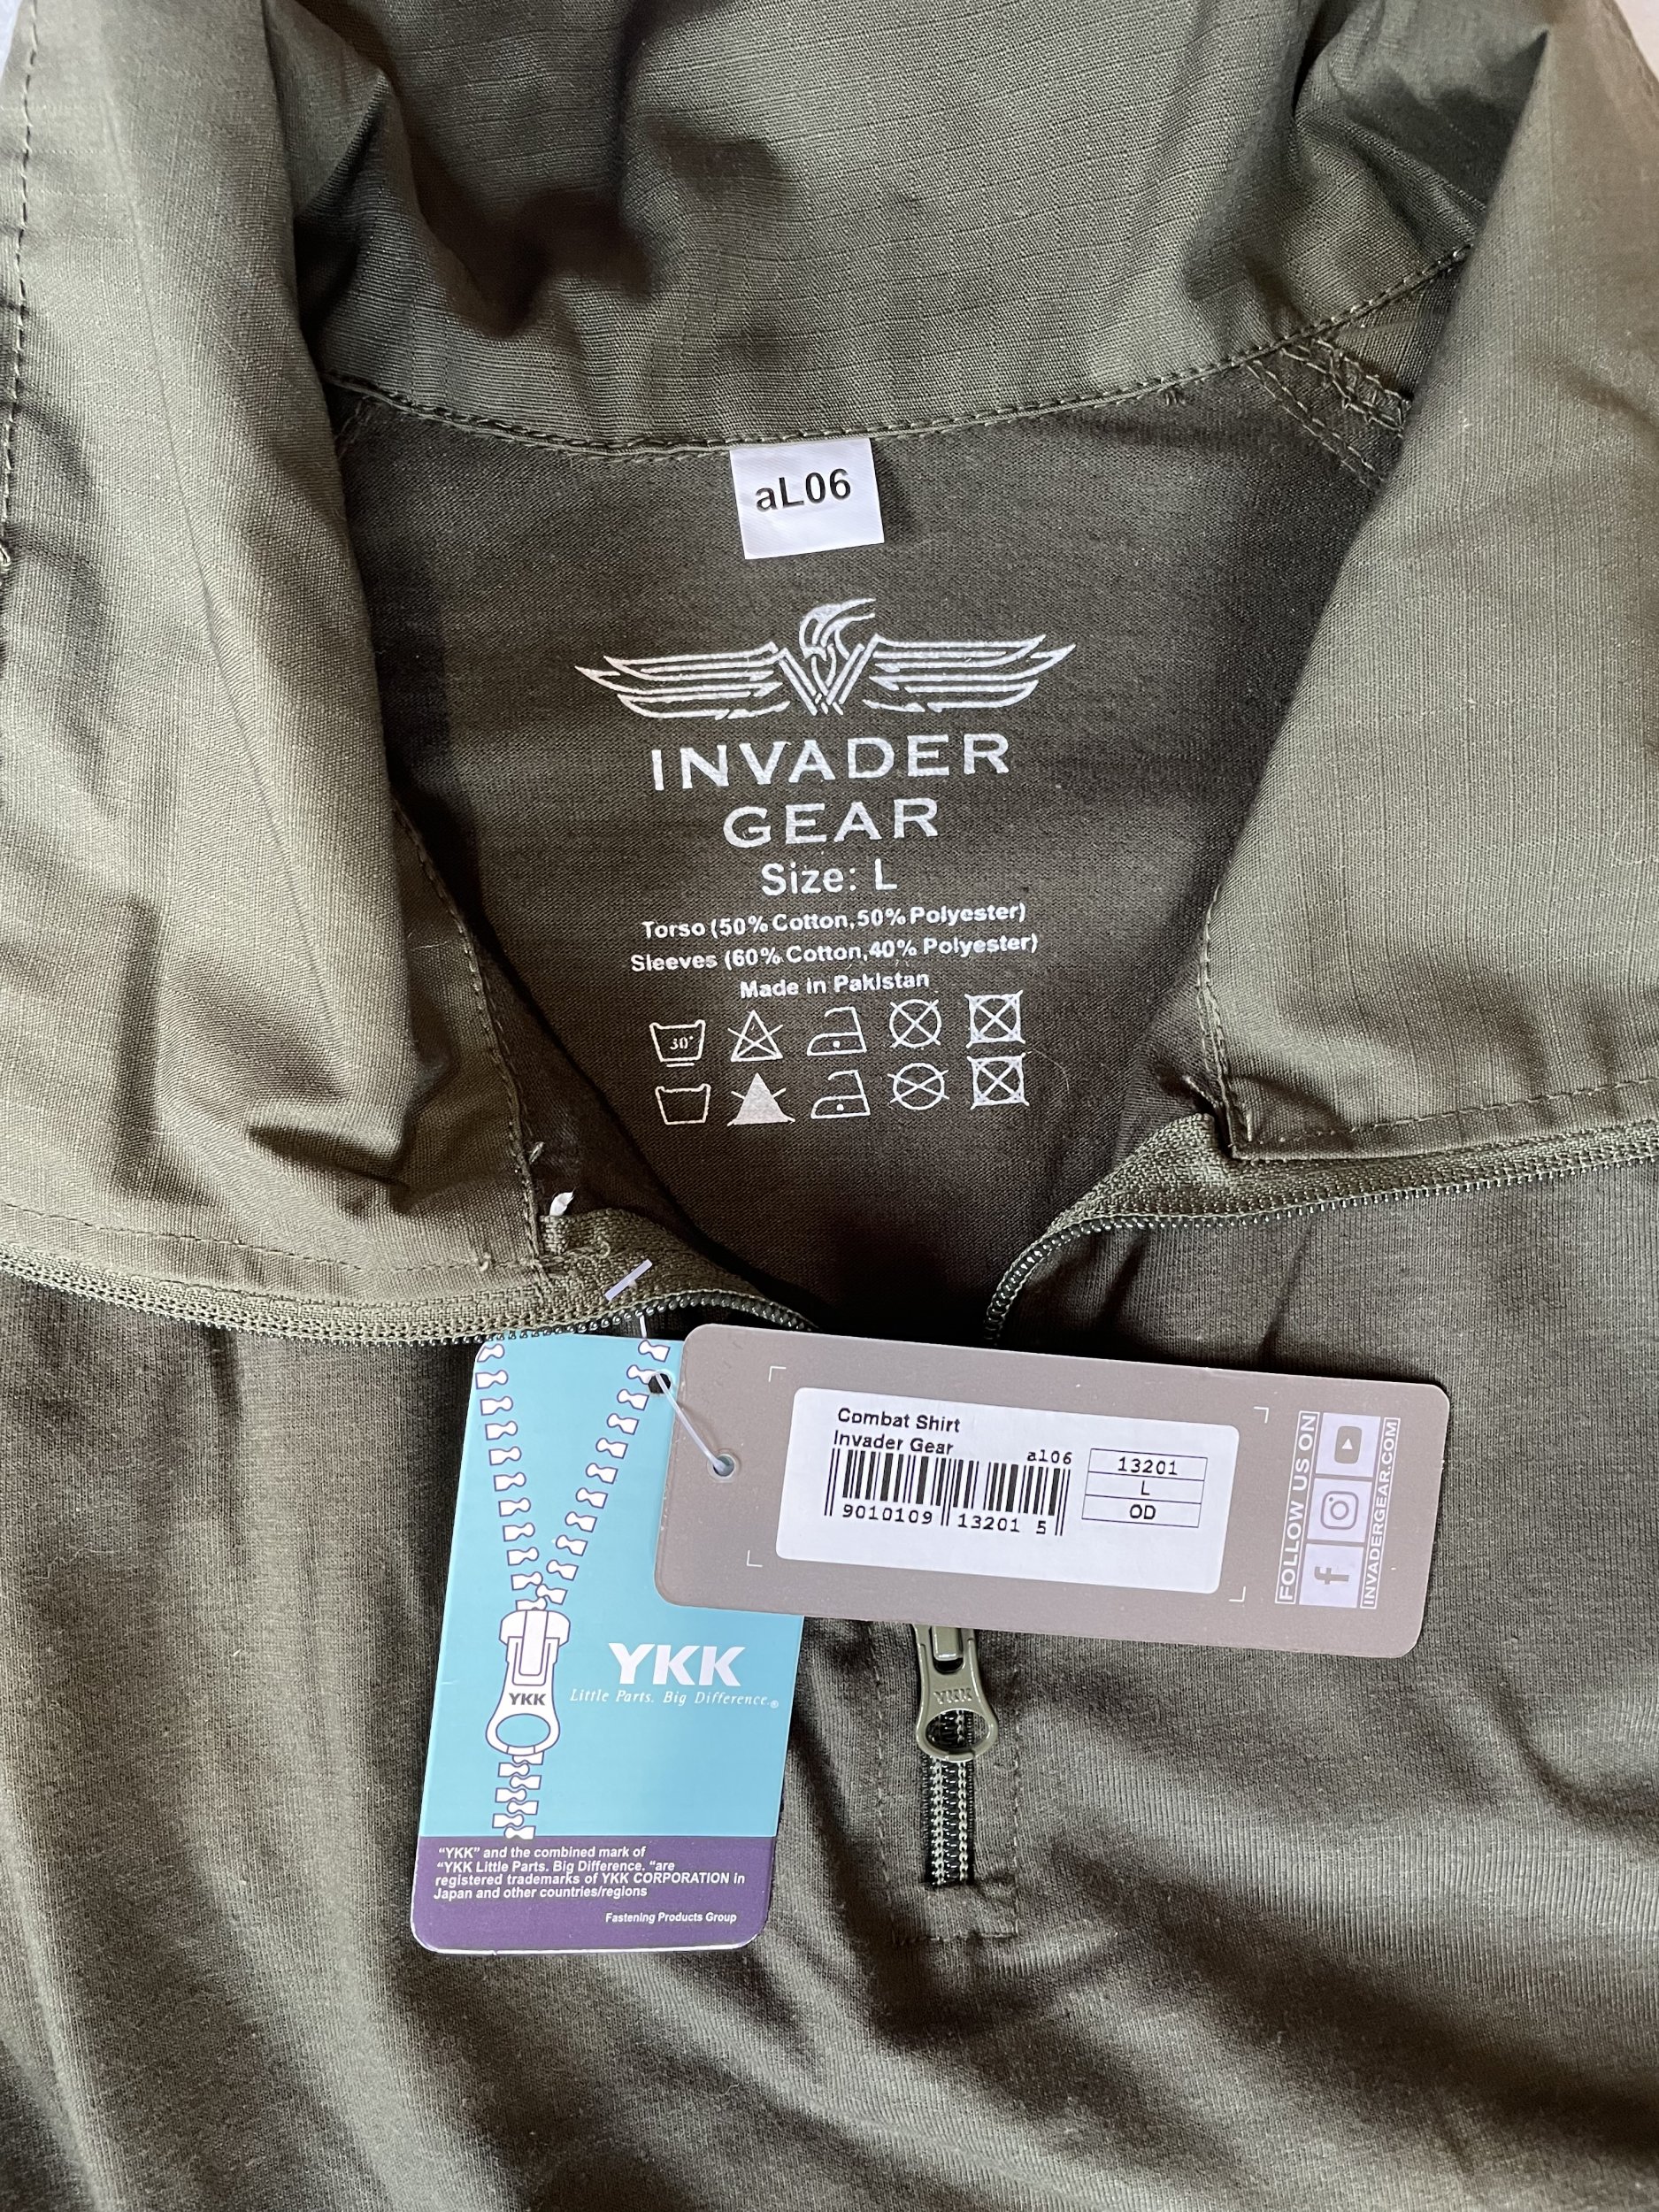 aL06
INVADER
GEAR
Size: L
Torso (50% Cotton,50% Polyester)
Sleeves (60% Cotton,40% Polyester)
Made in Pakistan
30°
Combat Shirt
Invader Gear
al06
9010109 13201 5
13201
L
OD
FOLLOW US ON
INVADERGEAR.COM
YKK
YKK
Little Parts. Big Difference.®
"YKK" and the combined mark of
"YKK Little Parts. Big Difference. "are
registered trademarks of YKK CORPORATION in
Japan and other countries/regions
Fastening Products Group
YKK